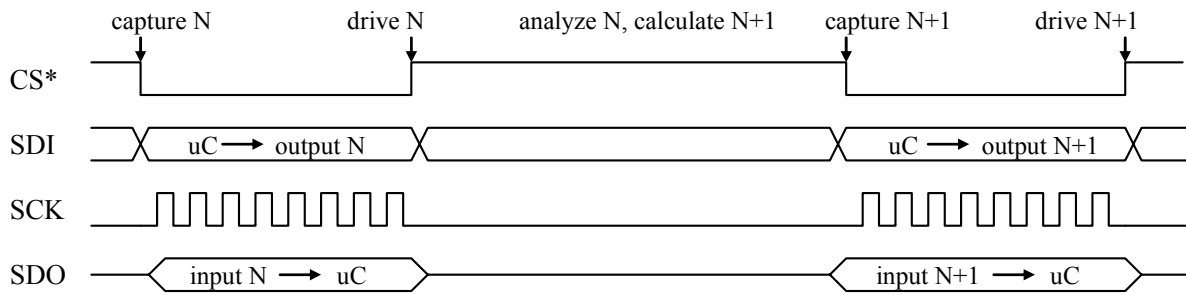 capture N drive N analyze N, calculate N+1 capture N+1 drive N+1
CS*
SDI uC output N uC output N+1
SCK
SDO input N uC input N+1 uC